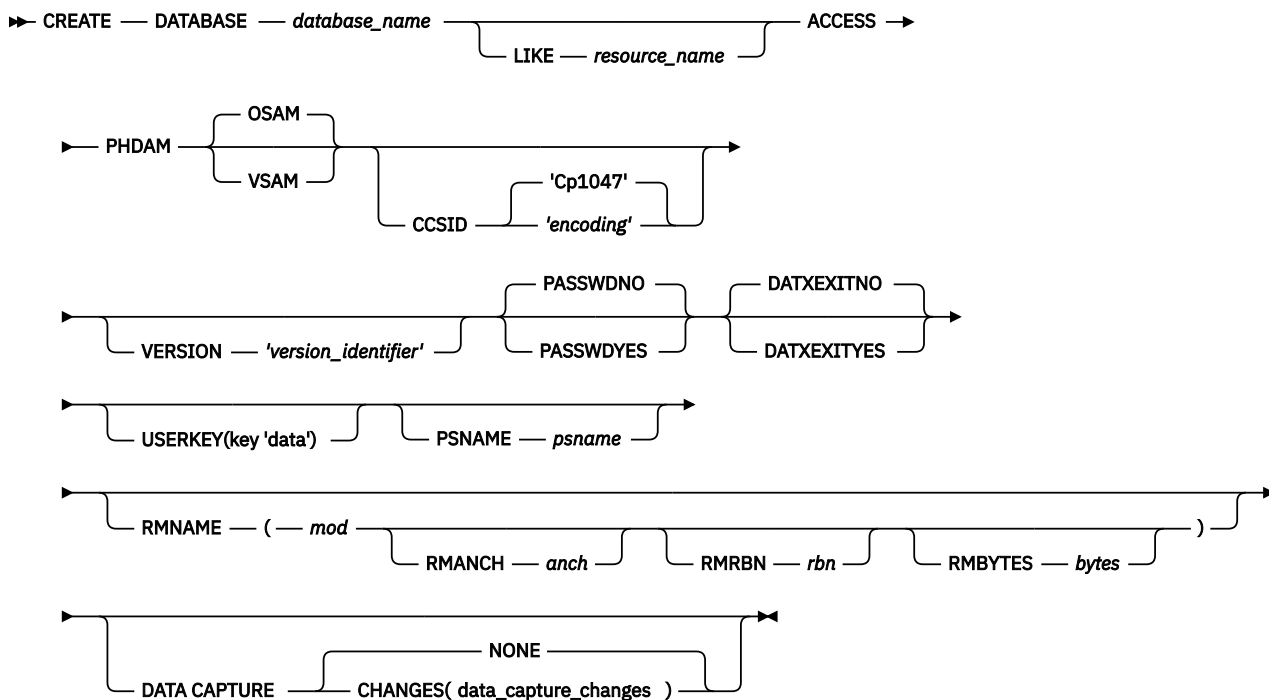 CREATE DATABASE database_name ACCESS
LIKE resource_name
OSAM
PHDAM
VSAM
'Cp1047'
CCSID 'encoding'
PASSWDNO DATXEXITNO
VERSION 'version_identifier' PASSWDYES DATXEXITYES
USERKEY(key 'data') PSNAME psname
RMNAME ( mod )
RMANCH anch RMRBN rbn RMBYTES bytes
NONE
DATA CAPTURE CHANGES( data_capture_changes )